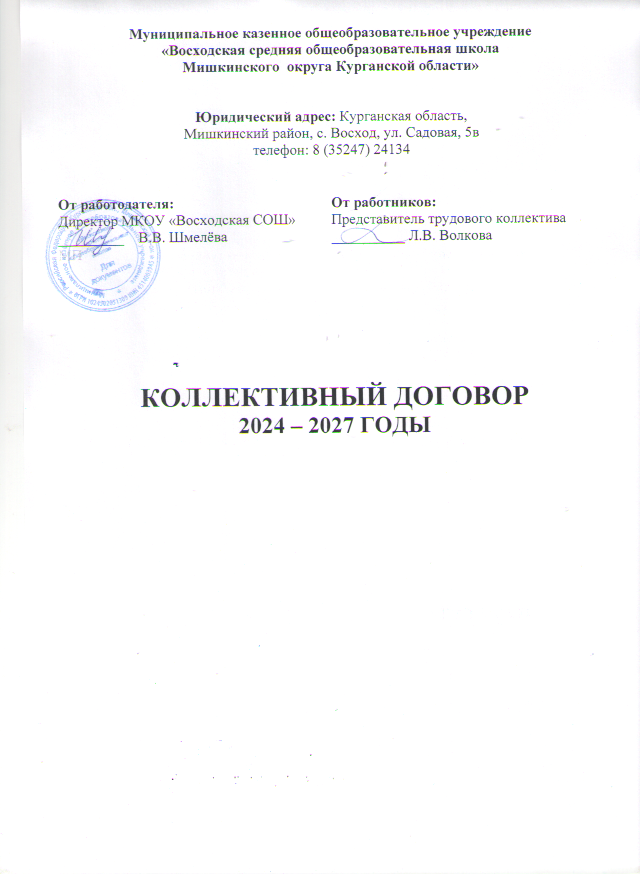 Муниципальное казенное общеобразовательное учреждение
«Восходская средняя общеобразовательная школа
Мишкинского округа Курганской области»
Юридический адрес: Курганская область,
Мишкинский район, с. Восход, ул. Садовая, 5в
телефон: 8 (35247) 24134
От работодателя:
Директор МКОУ «Восходская СОШ»
В.В. Шмелёва
Для
документов
От работников:
Представитель трудового коллектива
Л.В. Волкова
КОЛЛЕКТИВНЫЙ ДОГОВОР
2024 – 2027 ГОДЫ